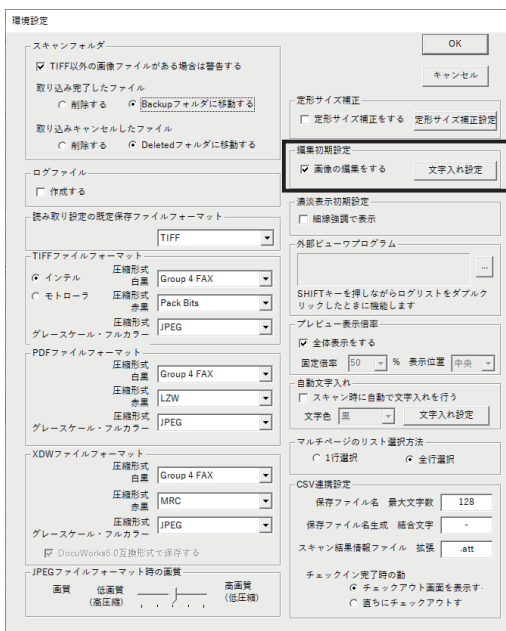 環境設定
スキャンフォルダ
TIFF以外の画像ファイルがある場合は警告する
取り込み完了したファイル
削除する
Backupフォルダに移動する
取り込みキャンセルしたファイル
削除する
Deletedフォルダに移動する
ログファイル
作成する
読み取り設定の既定保存ファイルフォーマット
TIFF
TIFFファイルフォーマット
インテル
モトローラ
圧縮形式
白黒
Group 4 FAX
圧縮形式
赤黒
Pack Bits
圧縮形式
グレースケール・フルカラー
JPEG
PDFファイルフォーマット
圧縮形式
白黒
Group 4 FAX
圧縮形式
赤黒
LZW
圧縮形式
グレースケール・フルカラー
JPEG
XDWファイルフォーマット
圧縮形式
白黒
Group 4 FAX
圧縮形式
赤黒
MRC
圧縮形式
グレースケール・フルカラー
JPEG
DocuWorks6.0互換形式で保存する
JPEGファイルフォーマット時の画質
画質
低画質
(高圧縮)
高画質
(低圧縮)
OK
キャンセル
定形サイズ補正
定形サイズ補正をする
定形サイズ補正設定
編集初期設定
画像の編集をする
文字入れ設定
濃淡表示初期設定
細線強調で表示
外部ビューワプログラム
...
SHIFTキーを押しながらログリストをダブルク
リックしたときに機能します
プレビュー表示倍率
全体表示をする
固定倍率
50
%
表示位置
中央
自動文字入れ
スキャン時に自動で文字入れを行う
文字色
黒
文字入れ設定
マルチページのリスト選択方法
1行選択
全行選択
CSV連携設定
保存ファイル名 最大文字数
128
保存ファイル名生成 結合文字
-
スキャン結果情報ファイル 拡張
.att
チェックイン完了時の動
チェックアウト画面を表示す
直ちにチェックアウトす